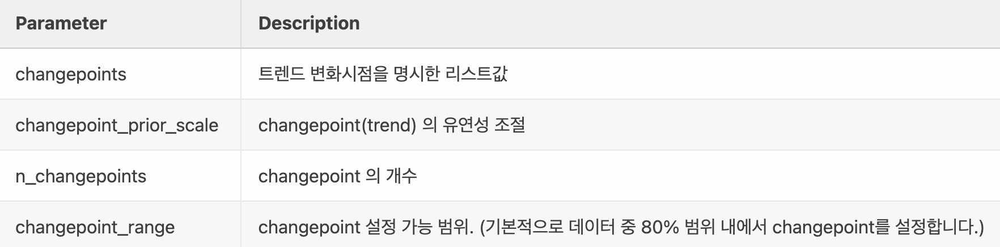 Parameter Description
changepoints 트렌드 변화시점을 명시한 리스트값
changepoint_prior_scale changepoint(trend) 의 유연성 조절
n_changepoints changepoint 의 개수
changepoint_range changepoint 설정 가능 범위. (기본적으로 데이터 중 80% 범위 내에서 changepoint를 설정합니다.)